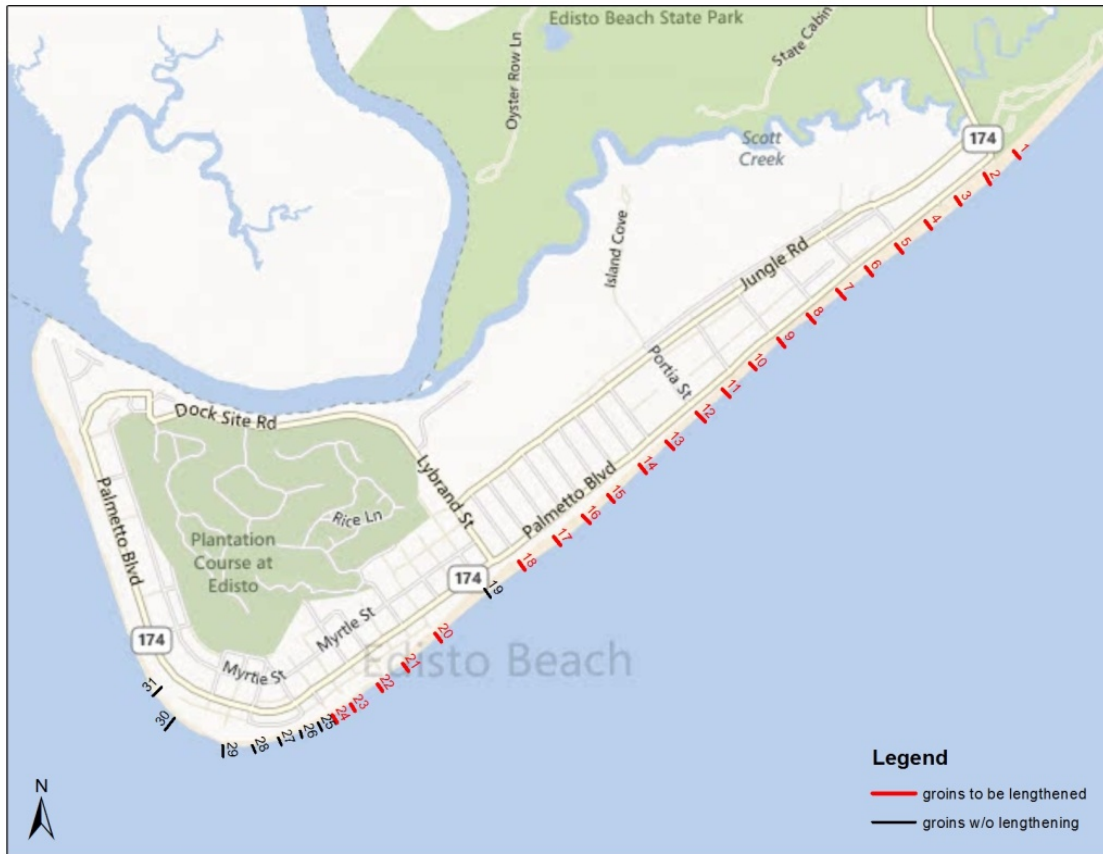 Edisto Beach State Park
Oyster Row Ln
State Cabin
174
Scott
Creek
1
2
3
4
5
6
7
8
9
10
11
12
13
14
15
16
17
18
19
20
21
22
23
24
25
26
27
28
29
30
31
Island Cove
Jungle Rd
Portia St
Palmetto Blvd
Dock Site Rd
Lybrand St
Rice Ln
Palmetto Blvd
Plantation
Course at
Edisto
174
Myrtle St
174
Myrtle St
Edisto Beach
N
Legend
groins to be lengthened
groins w/o lengthening